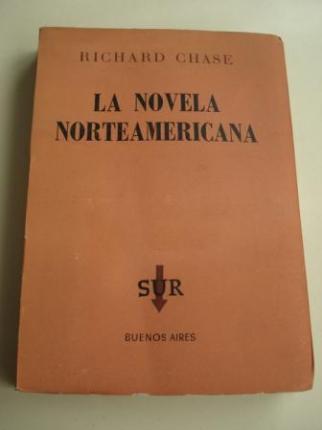 RICHARD CHASE
LA NOVELA
NORTEAMERICANA
SUR
BUENOS AIRES